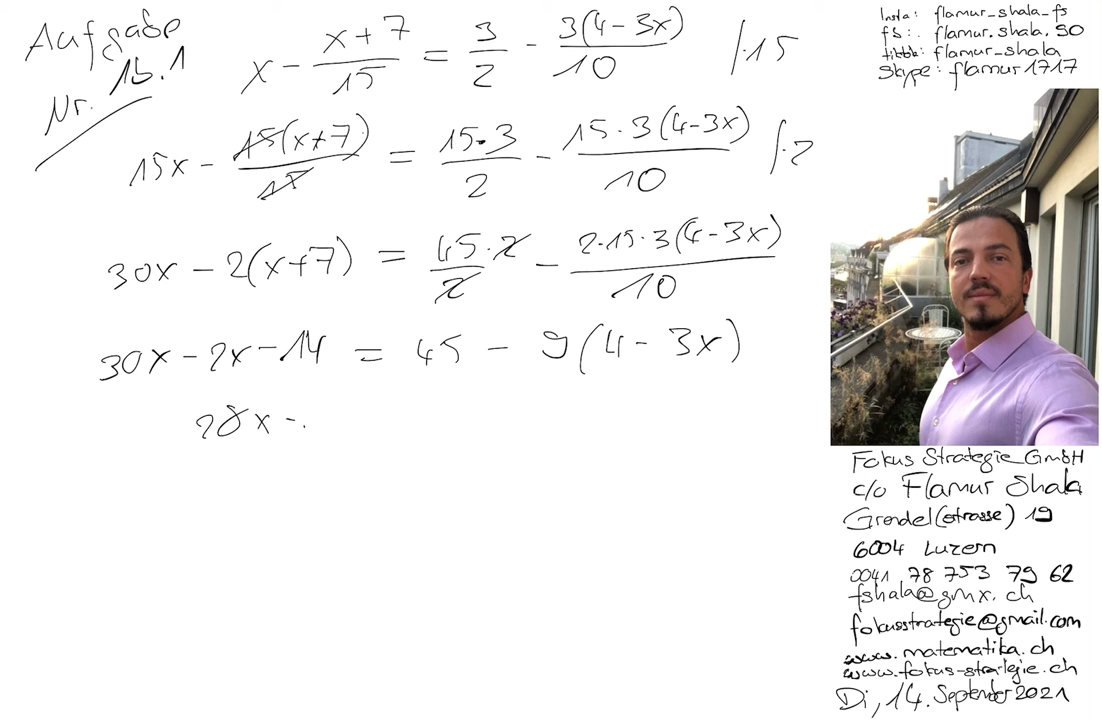 Aufgabe
Nr. 1b.1
x - (x+7)/15 = 3/2 - 3(4-3x)/10 |·15
15x - 15(x+7)/15 = 15·3/2 - 15·3(4-3x)/10 |·2
30x - 2(x+7) = 45·2/2 - 2·15·3(4-3x)/10
30x - 2x - 14 = 45 - 9(4-3x)
28x -
Insta: flamur_shala_fs
fb:. flamur.shala.90
tiktok: flamur_shala
Skype: flamur1717
Fokus Strategie GmbH
c/o Flamur Shala
Grendel(strasse) 19
6004 Luzern
0041 78 753 79 62
fshala@gmx.ch
fokusstrategie@gmail.com
www.matematika.ch
www.fokus-strategie.ch
Di, 14. September 2021